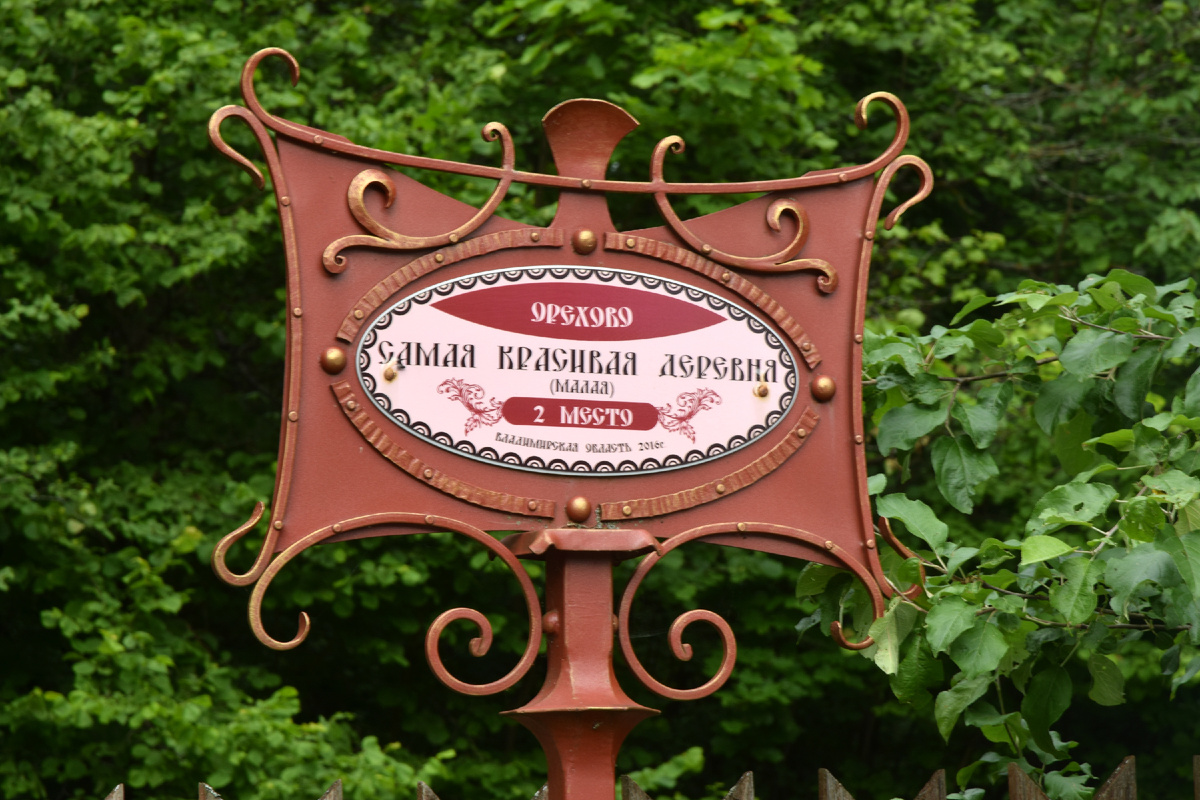 ОРЕХОВО
САМАЯ КРАСИВАЯ ДЕРЕВНЯ
(МАЛАЯ)
2 МЕСТО
ВЛАДИМИРСКАЯ ОБЛАСТЬ 2016г.